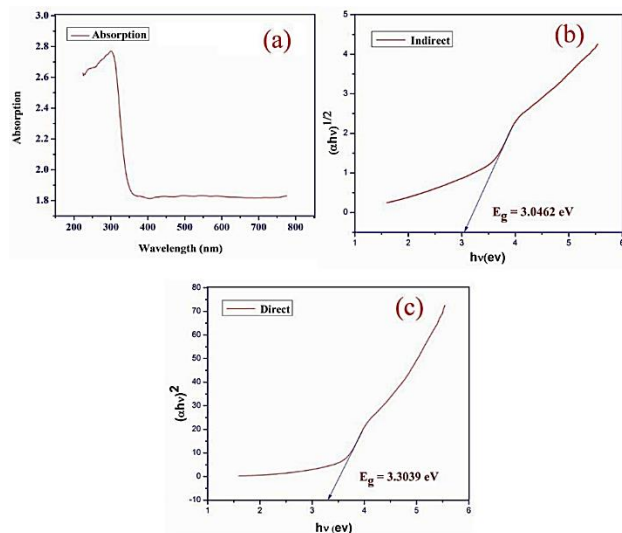 Absorption
(a)
3.0
2.8
2.6
2.4
2.2
2.0
1.8
Absorption
200 300 400 500 600 700 800
Wavelength (nm)
Indirect
(b)
5
4
3
2
1
0
(αhν)1/2
Eg = 3.0462 eV
1 2 3 4 5 6
hν(ev)
Direct
(c)
80
70
60
50
40
30
20
10
0
-10
(αhν)2
Eg = 3.3039 eV
1 2 3 4 5 6
hν (ev)